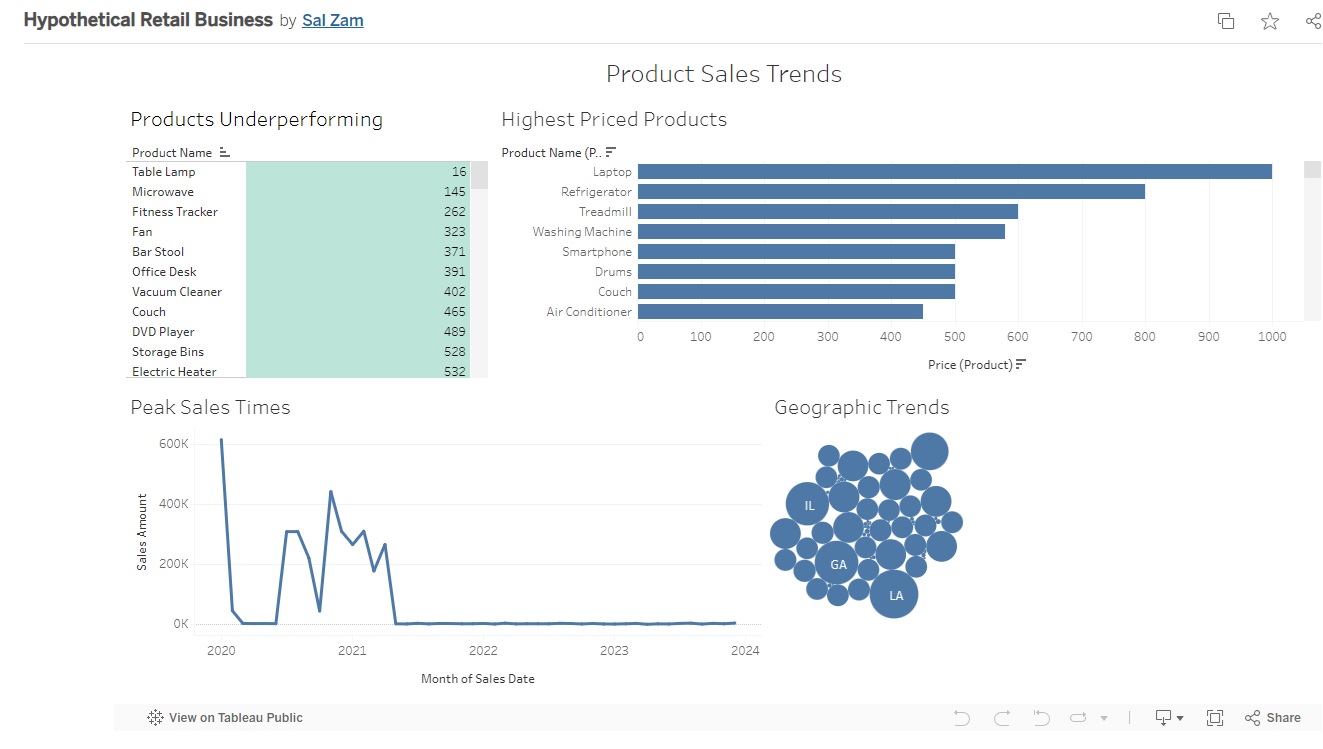 Hypothetical Retail Business by Sal Zam
Product Sales Trends
Products Underperforming
Product Name
Table Lamp 16
Microwave 145
Fitness Tracker 262
Fan 323
Bar Stool 371
Office Desk 391
Vacuum Cleaner 402
Couch 465
DVD Player 489
Storage Bins 528
Electric Heater 532
Highest Priced Products
Product Name (P..
Laptop
Refrigerator
Treadmill
Washing Machine
Smartphone
Drums
Couch
Air Conditioner
0 100 200 300 400 500 600 700 800 900 1000
Price (Product)
Peak Sales Times
Sales Amount
600K
400K
200K
0K
2020 2021 2022 2023 2024
Month of Sales Date
Geographic Trends
IL
GA
LA
View on Tableau Public
Share